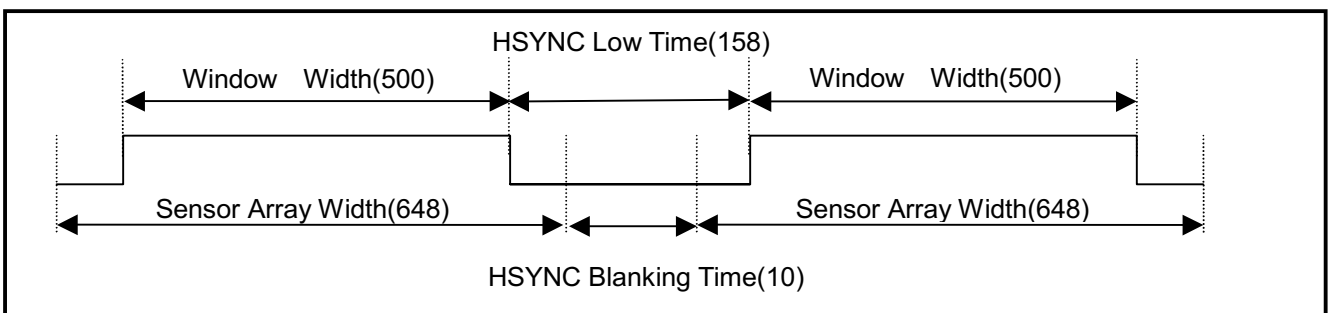 HSYNC Low Time(158)
Window Width(500)
Window Width(500)
Sensor Array Width(648)
Sensor Array Width(648)
HSYNC Blanking Time(10)